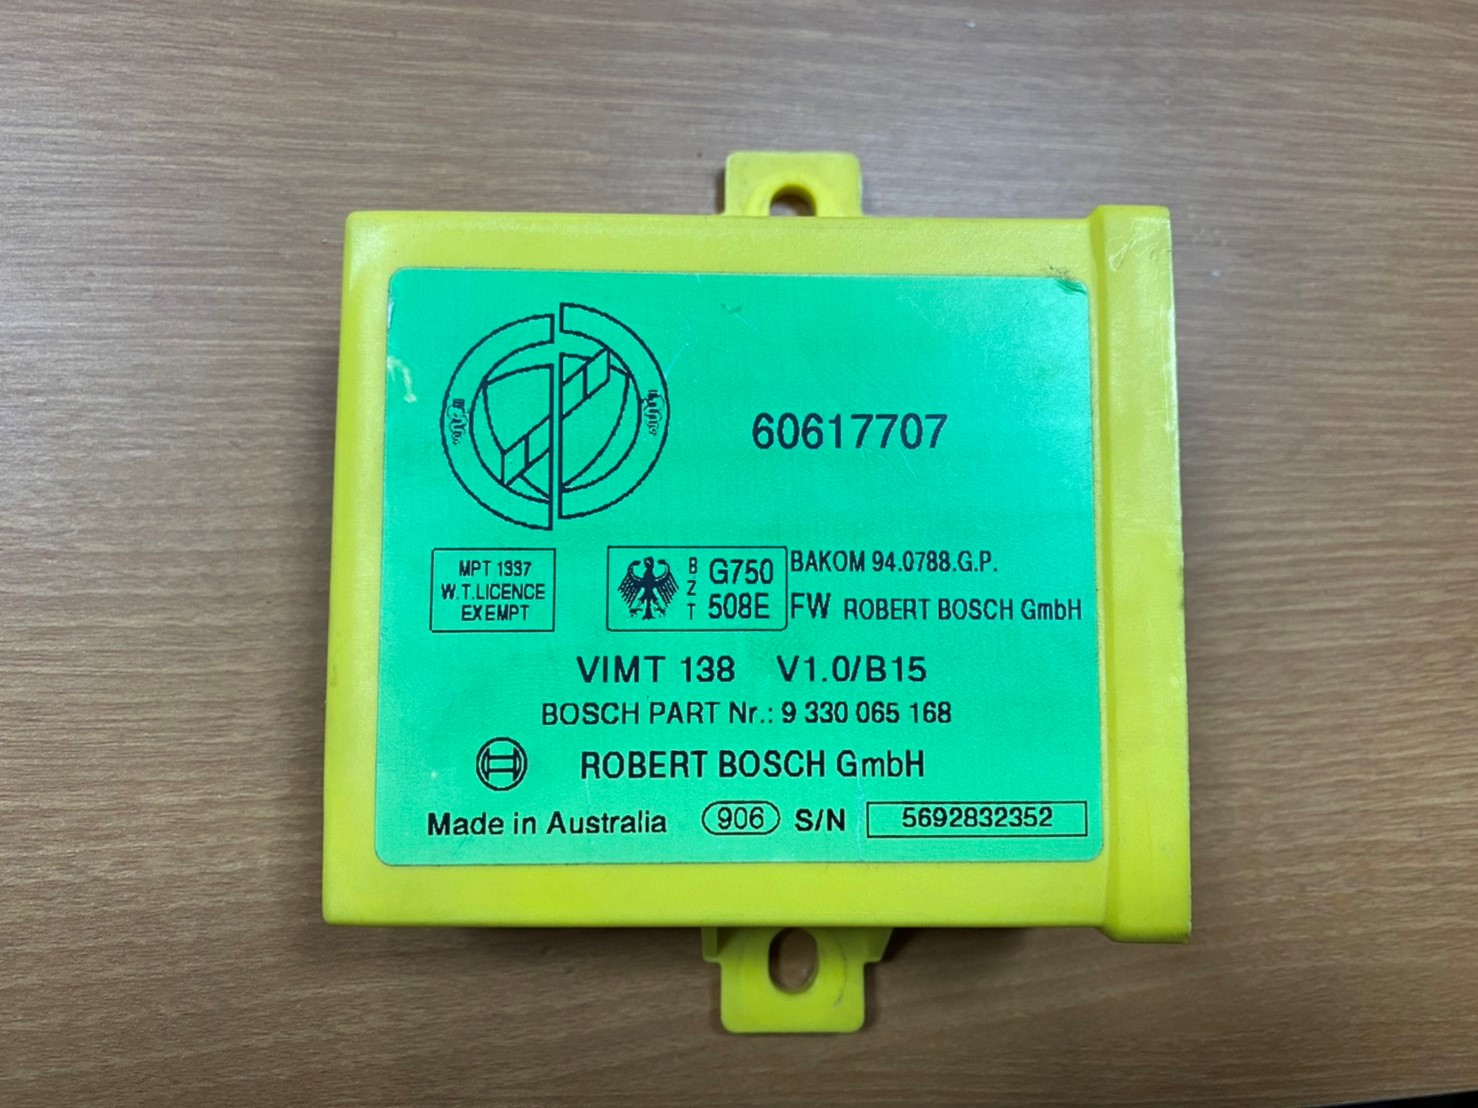 60617707
MPT 1337
W.T.LICENCE
EXEMPT
BZT
G750
508E
BAKOM 94.0788.G.P.
FW ROBERT BOSCH GmbH
VIMT 138 V1.0/B15
BOSCH PART Nr.: 9 330 065 168
ROBERT BOSCH GmbH
Made in Australia 906 S/N 5692832352